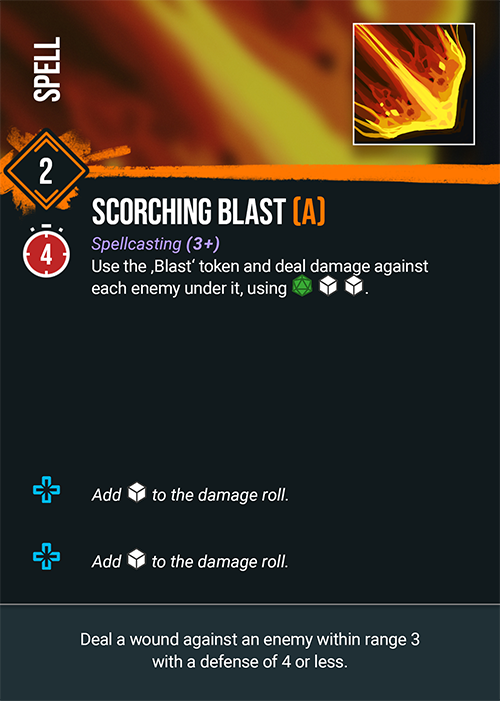 SPELL
2
SCORCHING BLAST (A)
4
Spellcasting (3+)
Use the ‚Blast‘ token and deal damage against
each enemy under it, using .
Add to the damage roll.
Add to the damage roll.
Deal a wound against an enemy within range 3
with a defense of 4 or less.